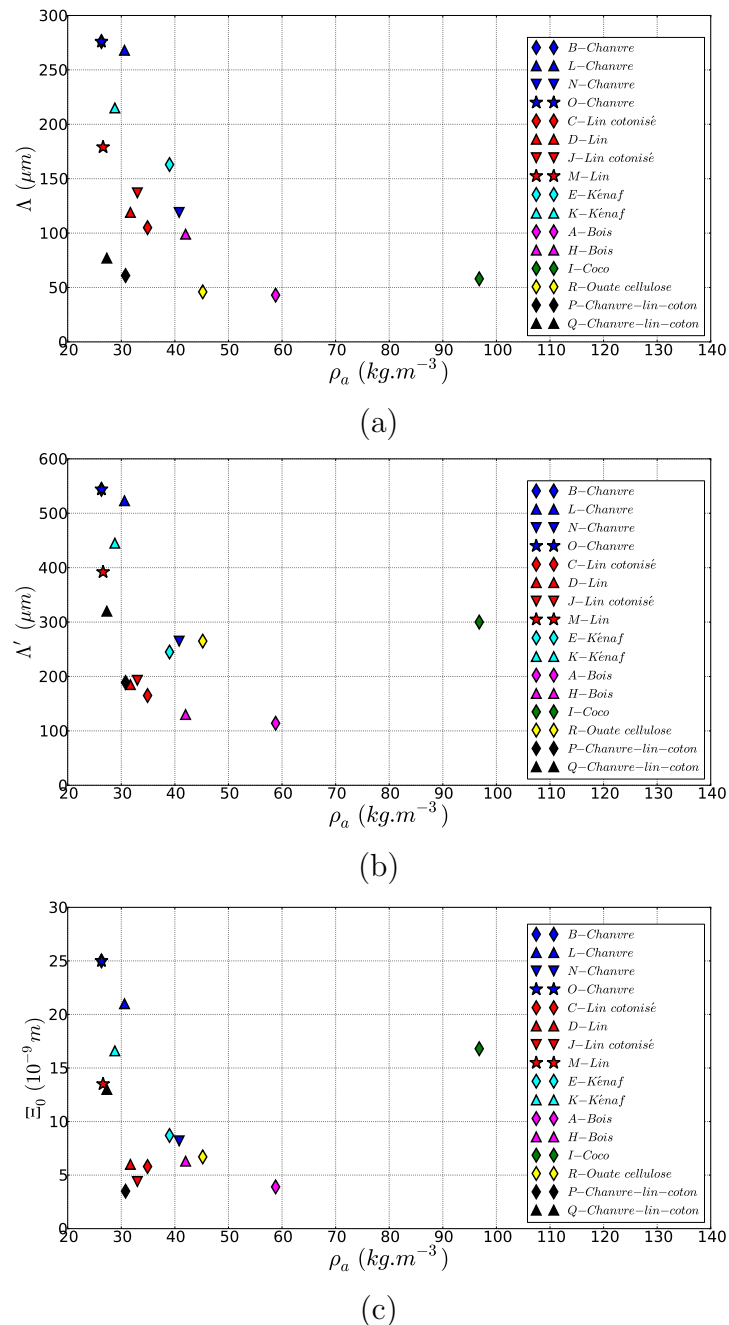 300
250
200
150
100
50
0
Λ (μm)
B−Chanvre
L−Chanvre
N−Chanvre
O−Chanvre
C−Lin cotonisé
D−Lin
J−Lin cotonisé
M−Lin
E−Kénaf
K−Kénaf
A−Bois
H−Bois
I−Coco
R−Ouate cellulose
P−Chanvre−lin−coton
Q−Chanvre−lin−coton
20 30 40 50 60 70 80 90 100 110 120 130 140
ρₐ (kg.m⁻³)
(a)
600
500
400
300
200
100
0
Λ′ (μm)
B−Chanvre
L−Chanvre
N−Chanvre
O−Chanvre
C−Lin cotonisé
D−Lin
J−Lin cotonisé
M−Lin
E−Kénaf
K−Kénaf
A−Bois
H−Bois
I−Coco
R−Ouate cellulose
P−Chanvre−lin−coton
Q−Chanvre−lin−coton
20 30 40 50 60 70 80 90 100 110 120 130 140
ρₐ (kg.m⁻³)
(b)
30
25
20
15
10
5
0
Ξ₀ (10⁻⁹m)
B−Chanvre
L−Chanvre
N−Chanvre
O−Chanvre
C−Lin cotonisé
D−Lin
J−Lin cotonisé
M−Lin
E−Kénaf
K−Kénaf
A−Bois
H−Bois
I−Coco
R−Ouate cellulose
P−Chanvre−lin−coton
Q−Chanvre−lin−coton
20 30 40 50 60 70 80 90 100 110 120 130 140
ρₐ (kg.m⁻³)
(c)